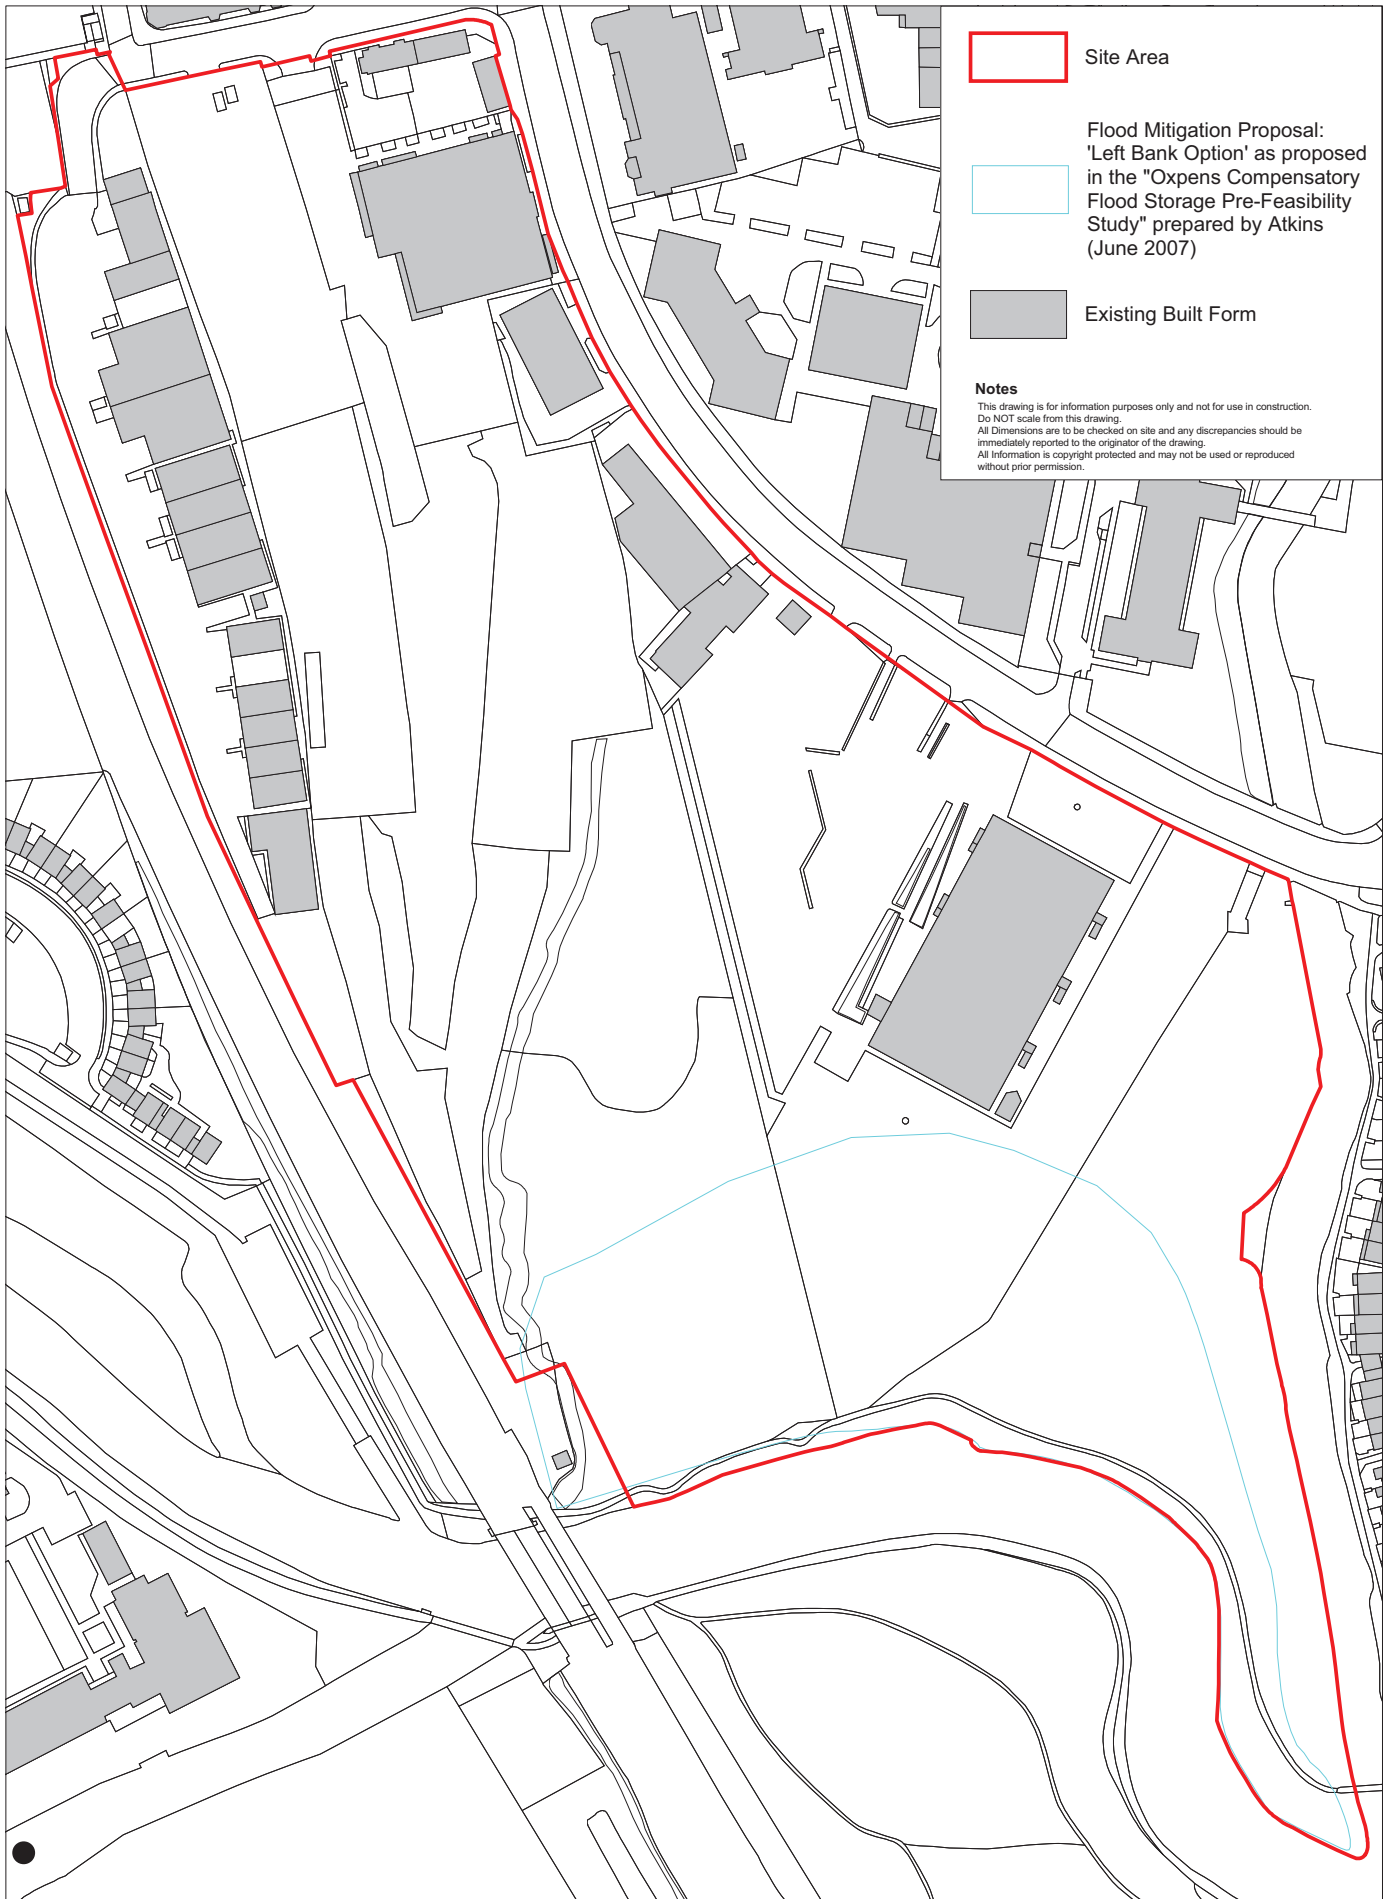 Site Area
Flood Mitigation Proposal:
'Left Bank Option' as proposed
in the "Oxpens Compensatory
Flood Storage Pre-Feasibility
Study" prepared by Atkins
(June 2007)
Existing Built Form
Notes
This drawing is for information purposes only and not for use in construction.
Do NOT scale from this drawing.
All Dimensions are to be checked on site and any discrepancies should be
immediately reported to the originator of the drawing.
All Information is copyright protected and may not be used or reproduced
without prior permission.